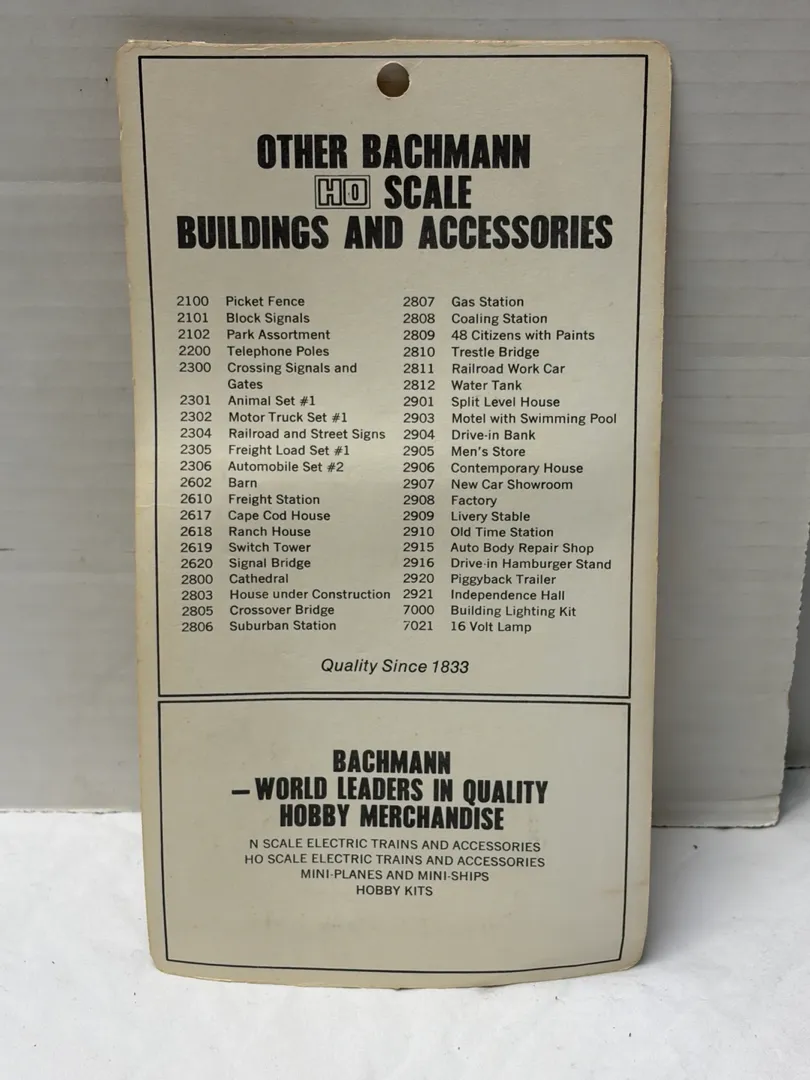 OTHER BACHMANN
HO SCALE
BUILDINGS AND ACCESSORIES
2100 Picket Fence
2101 Block Signals
2102 Park Assortment
2200 Telephone Poles
2300 Crossing Signals and
Gates
2301 Animal Set #1
2302 Motor Truck Set #1
2304 Railroad and Street Signs
2305 Freight Load Set #1
2306 Automobile Set #2
2602 Barn
2610 Freight Station
2617 Cape Cod House
2618 Ranch House
2619 Switch Tower
2620 Signal Bridge
2800 Cathedral
2803 House under Construction
2805 Crossover Bridge
2806 Suburban Station
2807 Gas Station
2808 Coaling Station
2809 48 Citizens with Paints
2810 Trestle Bridge
2811 Railroad Work Car
2812 Water Tank
2901 Split Level House
2903 Motel with Swimming Pool
2904 Drive-in Bank
2905 Men's Store
2906 Contemporary House
2907 New Car Showroom
2908 Factory
2909 Livery Stable
2910 Old Time Station
2915 Auto Body Repair Shop
2916 Drive-in Hamburger Stand
2920 Piggyback Trailer
2921 Independence Hall
7000 Building Lighting Kit
7021 16 Volt Lamp
Quality Since 1833
BACHMANN
—WORLD LEADERS IN QUALITY
HOBBY MERCHANDISE
N SCALE ELECTRIC TRAINS AND ACCESSORIES
HO SCALE ELECTRIC TRAINS AND ACCESSORIES
MINI-PLANES AND MINI-SHIPS
HOBBY KITS